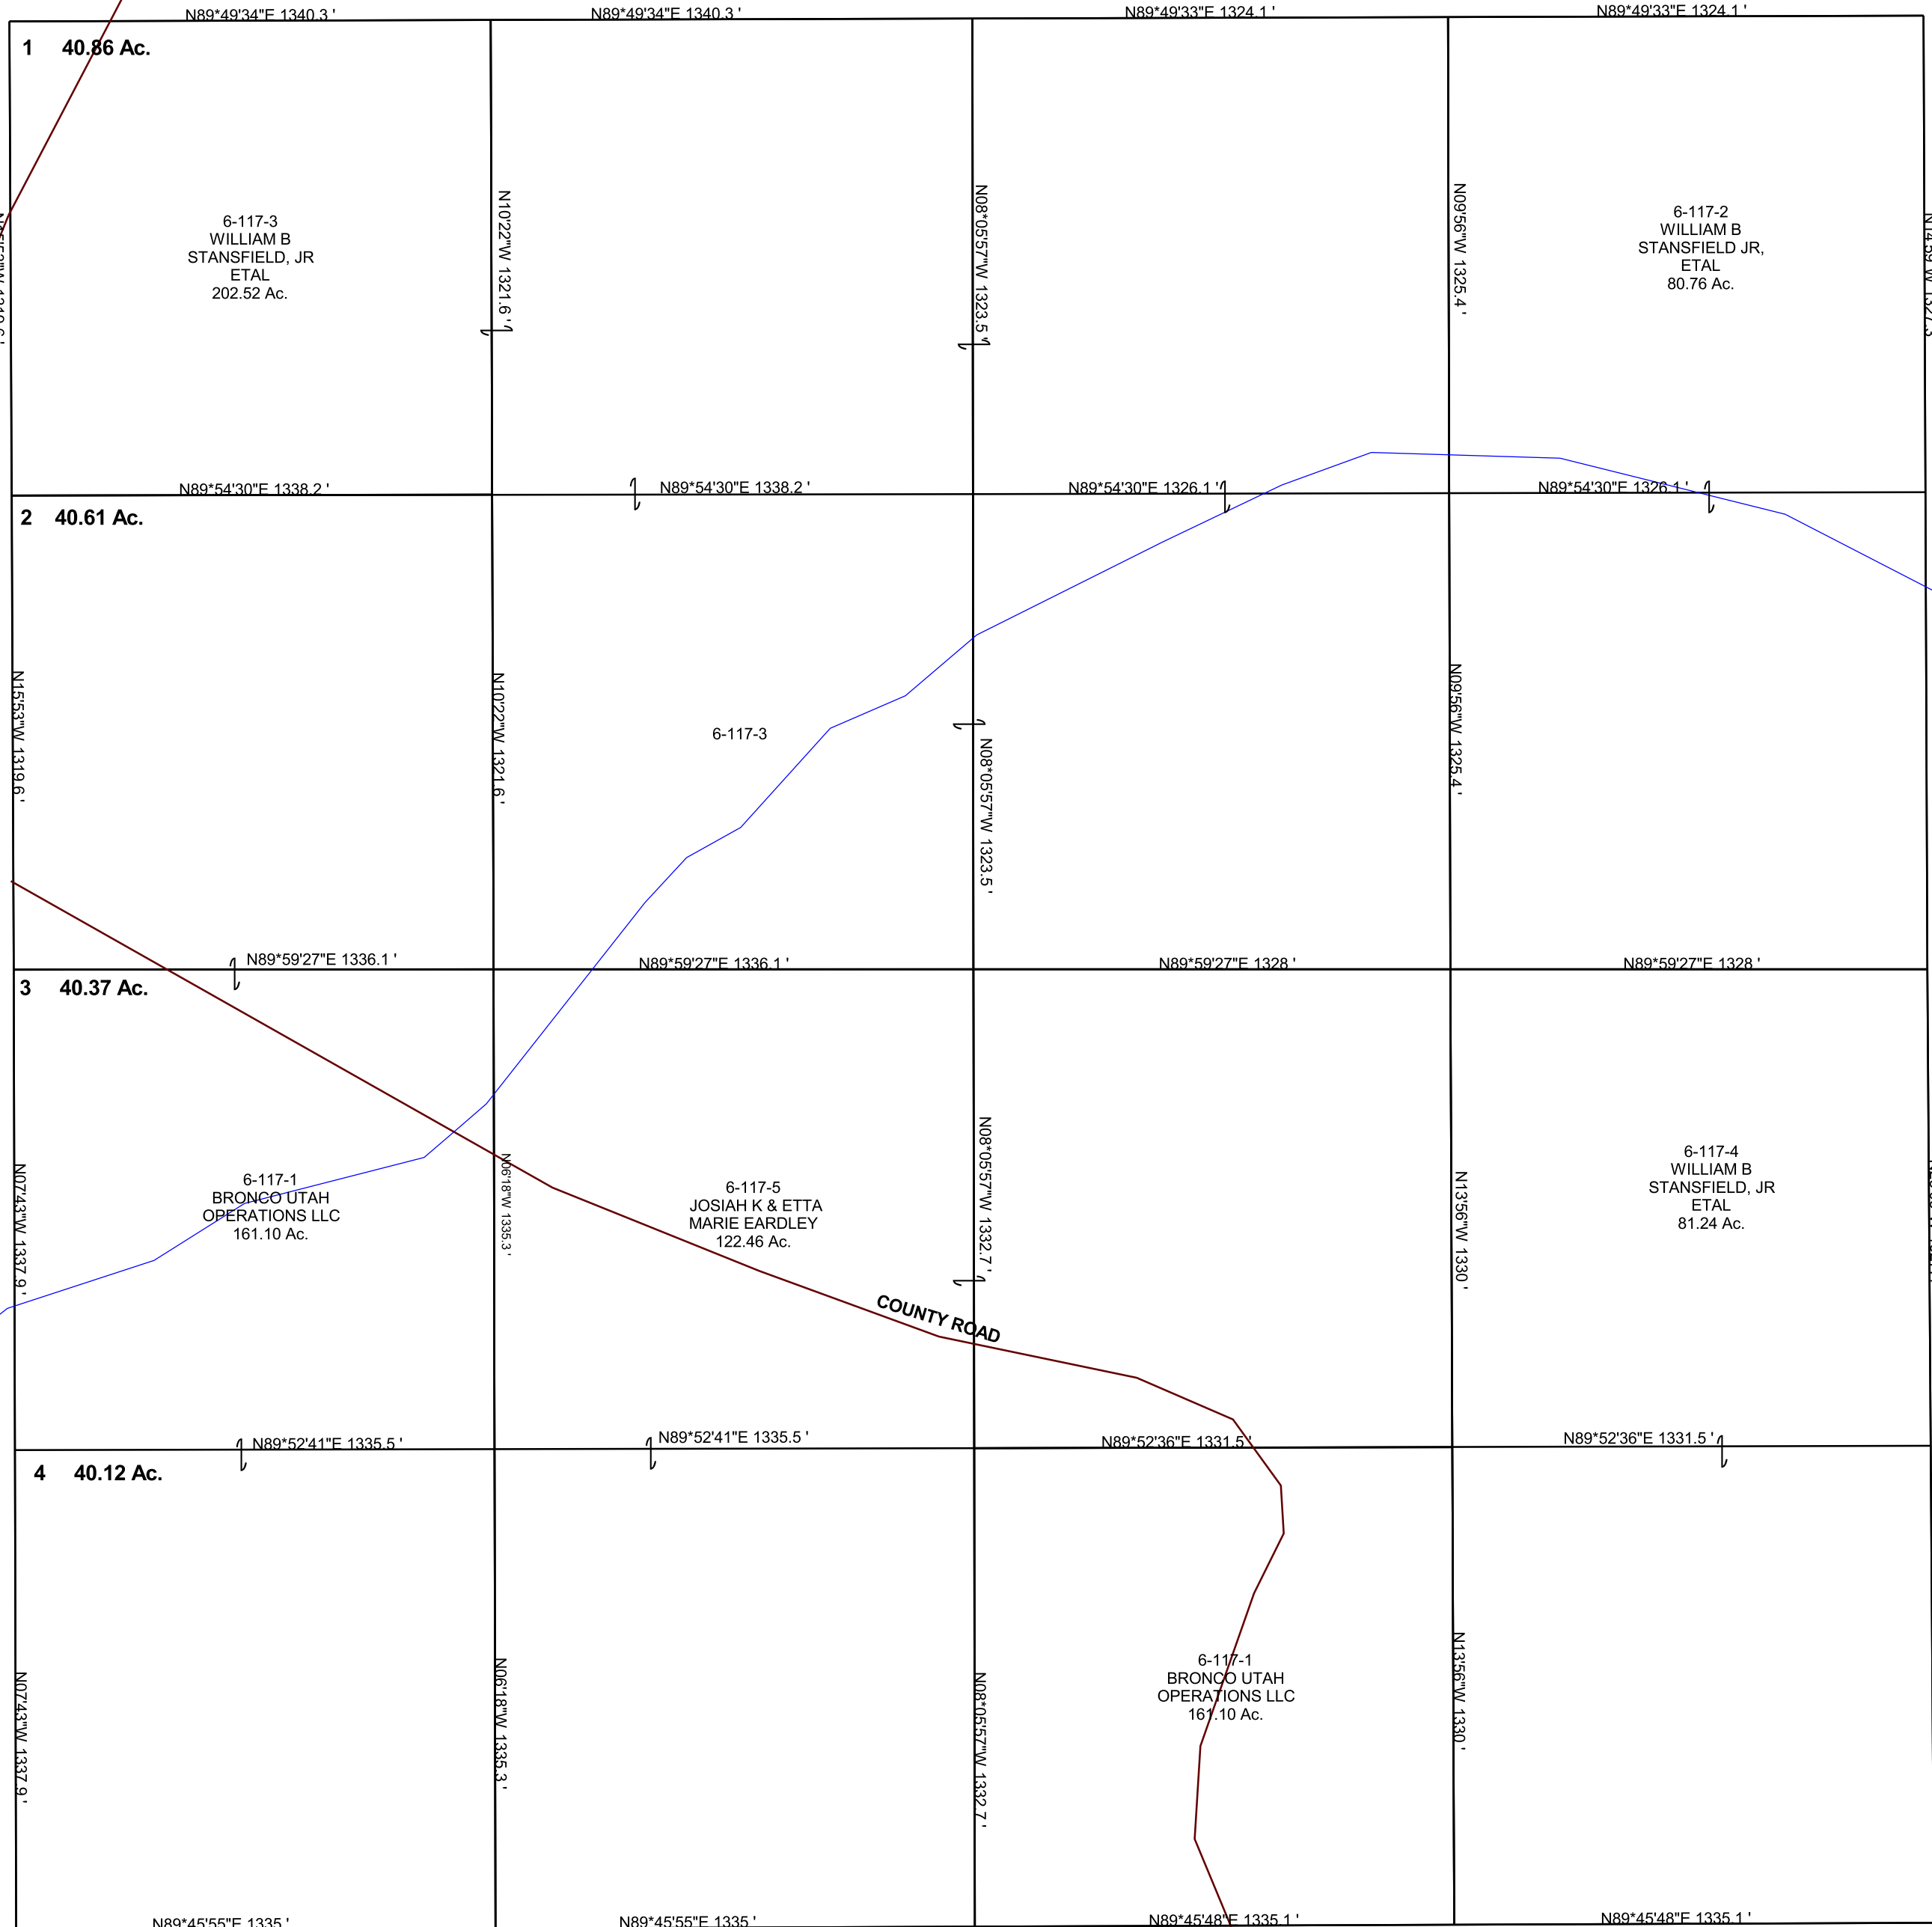 N89*49'34"E 1340.3 '
N89*49'34"E 1340.3 '
N89*49'33"E 1324.1 '
N89*49'33"E 1324.1 '
1 40.86 Ac.
N10'22"W 1321.6 '
N08*05'57"W 1323.5 '
N09'56"W 1325.4 '
6-117-3
WILLIAM B
STANSFIELD, JR
ETAL
202.52 Ac.
6-117-2
WILLIAM B
STANSFIELD JR,
ETAL
80.76 Ac.
N89*54'30"E 1338.2 '
N89*54'30"E 1338.2 '
N89*54'30"E 1326.1 '
N89*54'30"E 1326.1 '
2 40.61 Ac.
N15'53"W 1319.6 '
N10'22"W 1321.6 '
6-117-3
N08*05'57"W 1323.5 '
N09'56"W 1325.4 '
N89*59'27"E 1336.1 '
N89*59'27"E 1336.1 '
N89*59'27"E 1328 '
N89*59'27"E 1328 '
3 40.37 Ac.
N07'43"W 1337.9 '
6-117-1
BRONCO UTAH
OPERATIONS LLC
161.10 Ac.
N06'18"W 1335.3 '
6-117-5
JOSIAH K & ETTA
MARIE EARDLEY
122.46 Ac.
N08*05'57"W 1332.7 '
N13'56"W 1330 '
6-117-4
WILLIAM B
STANSFIELD, JR
ETAL
81.24 Ac.
COUNTY ROAD
N89*52'41"E 1335.5 '
N89*52'41"E 1335.5 '
N89*52'36"E 1331.5 '
N89*52'36"E 1331.5 '
4 40.12 Ac.
N07'43"W 1337.9 '
N06'18"W 1335.3 '
N08*05'57"W 1332.7 '
6-117-1
BRONCO UTAH
OPERATIONS LLC
161.10 Ac.
N13'56"W 1330 '
N89*45'55"E 1335 '
N89*45'55"E 1335 '
N89*45'48"E 1335.1 '
N89*45'48"E 1335.1 '